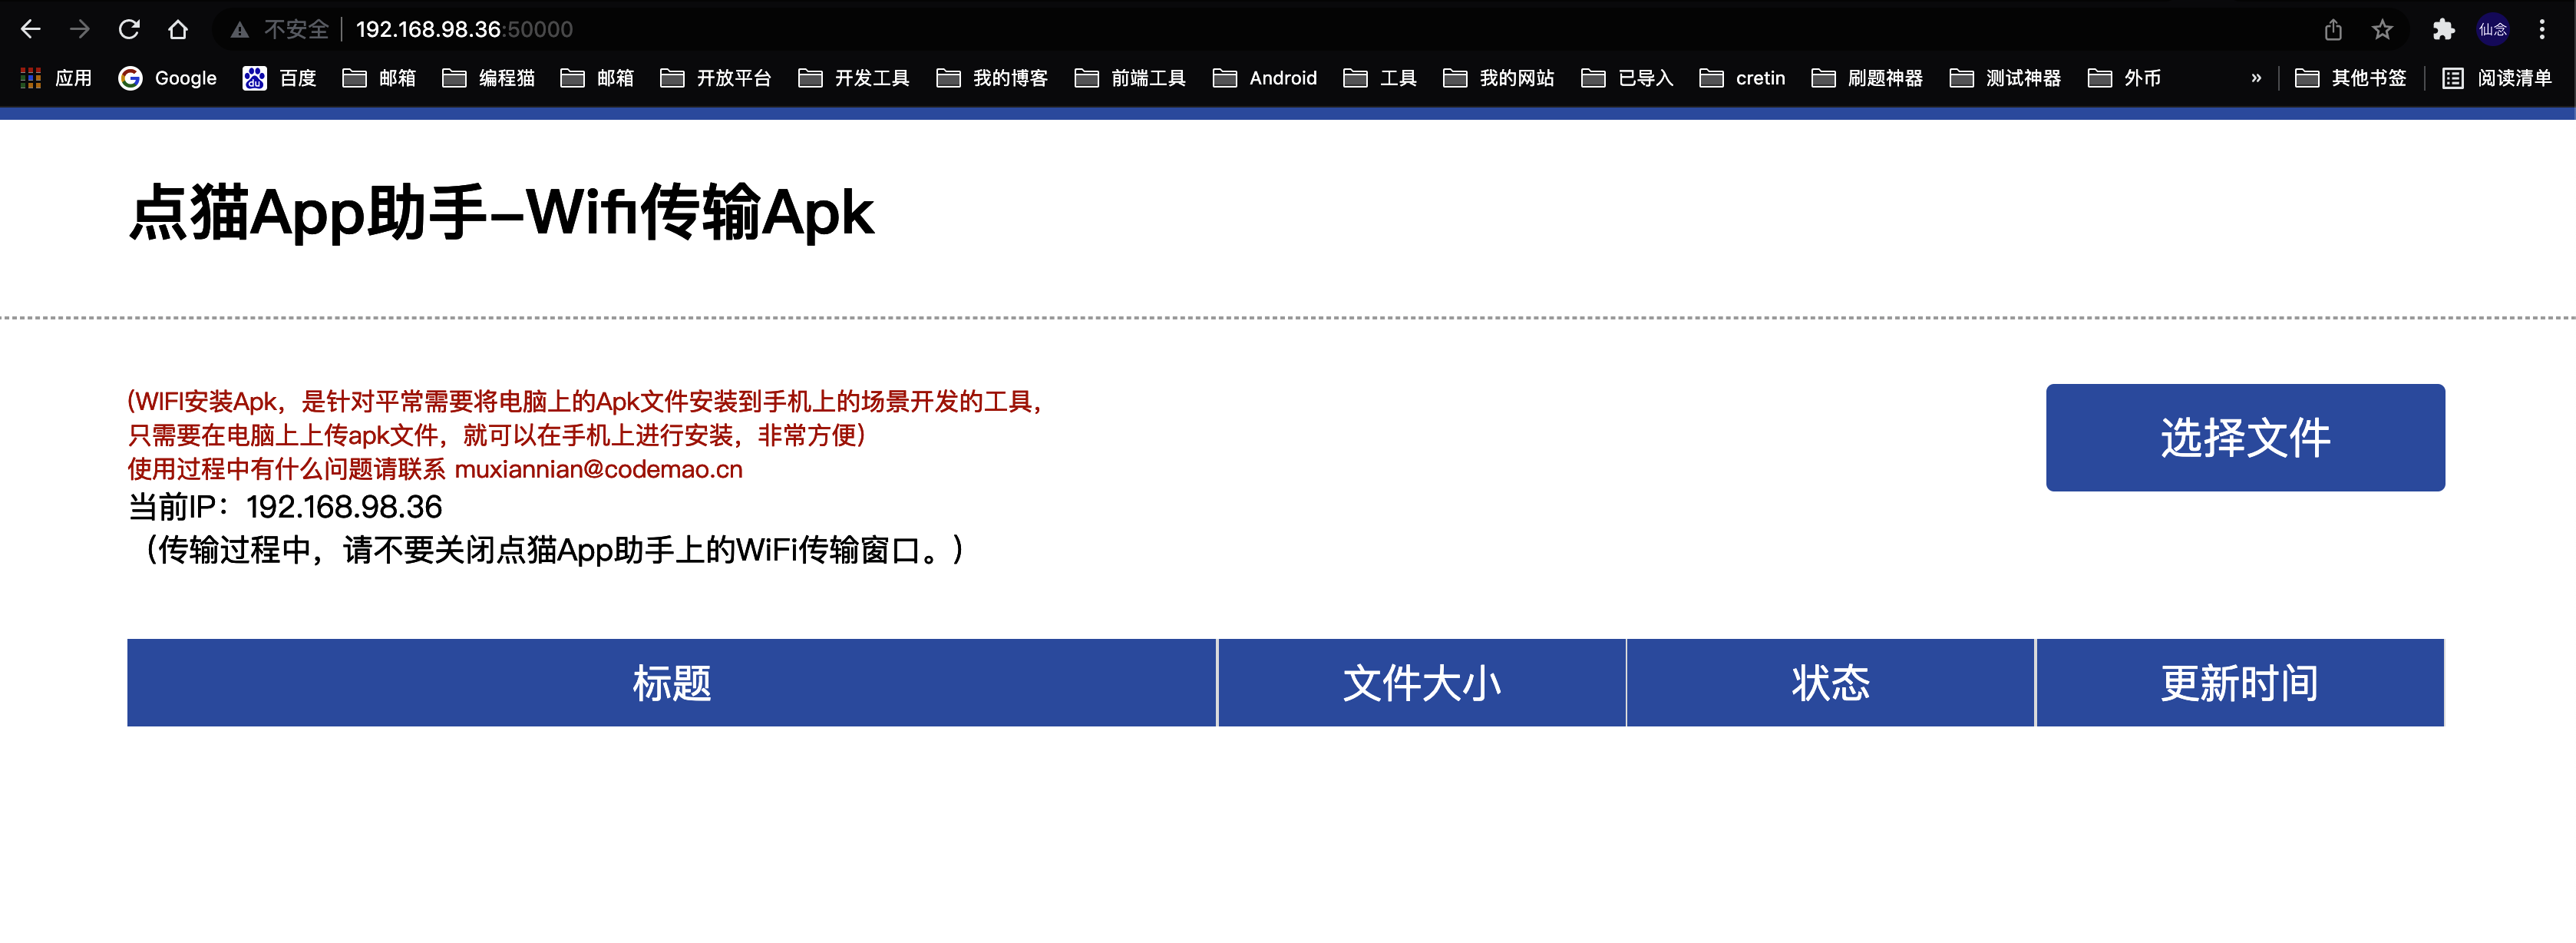 不安全 192.168.98.36:50000 仙念
应用 Google 百度 邮箱 编程猫 邮箱 开放平台 开发工具 我的博客 前端工具 Android 工具 我的网站 已导入 cretin 刷题神器 测试神器 外币 » 其他书签 阅读清单
点猫App助手-Wifi传输Apk
(WIFI安装Apk，是针对平常需要将电脑上的Apk文件安装到手机上的场景开发的工具，
只需要在电脑上上传apk文件，就可以在手机上进行安装，非常方便)
使用过程中有什么问题请联系 muxiannian@codemao.cn
当前IP：192.168.98.36
（传输过程中，请不要关闭点猫App助手上的WiFi传输窗口。）
选择文件
标题 文件大小 状态 更新时间